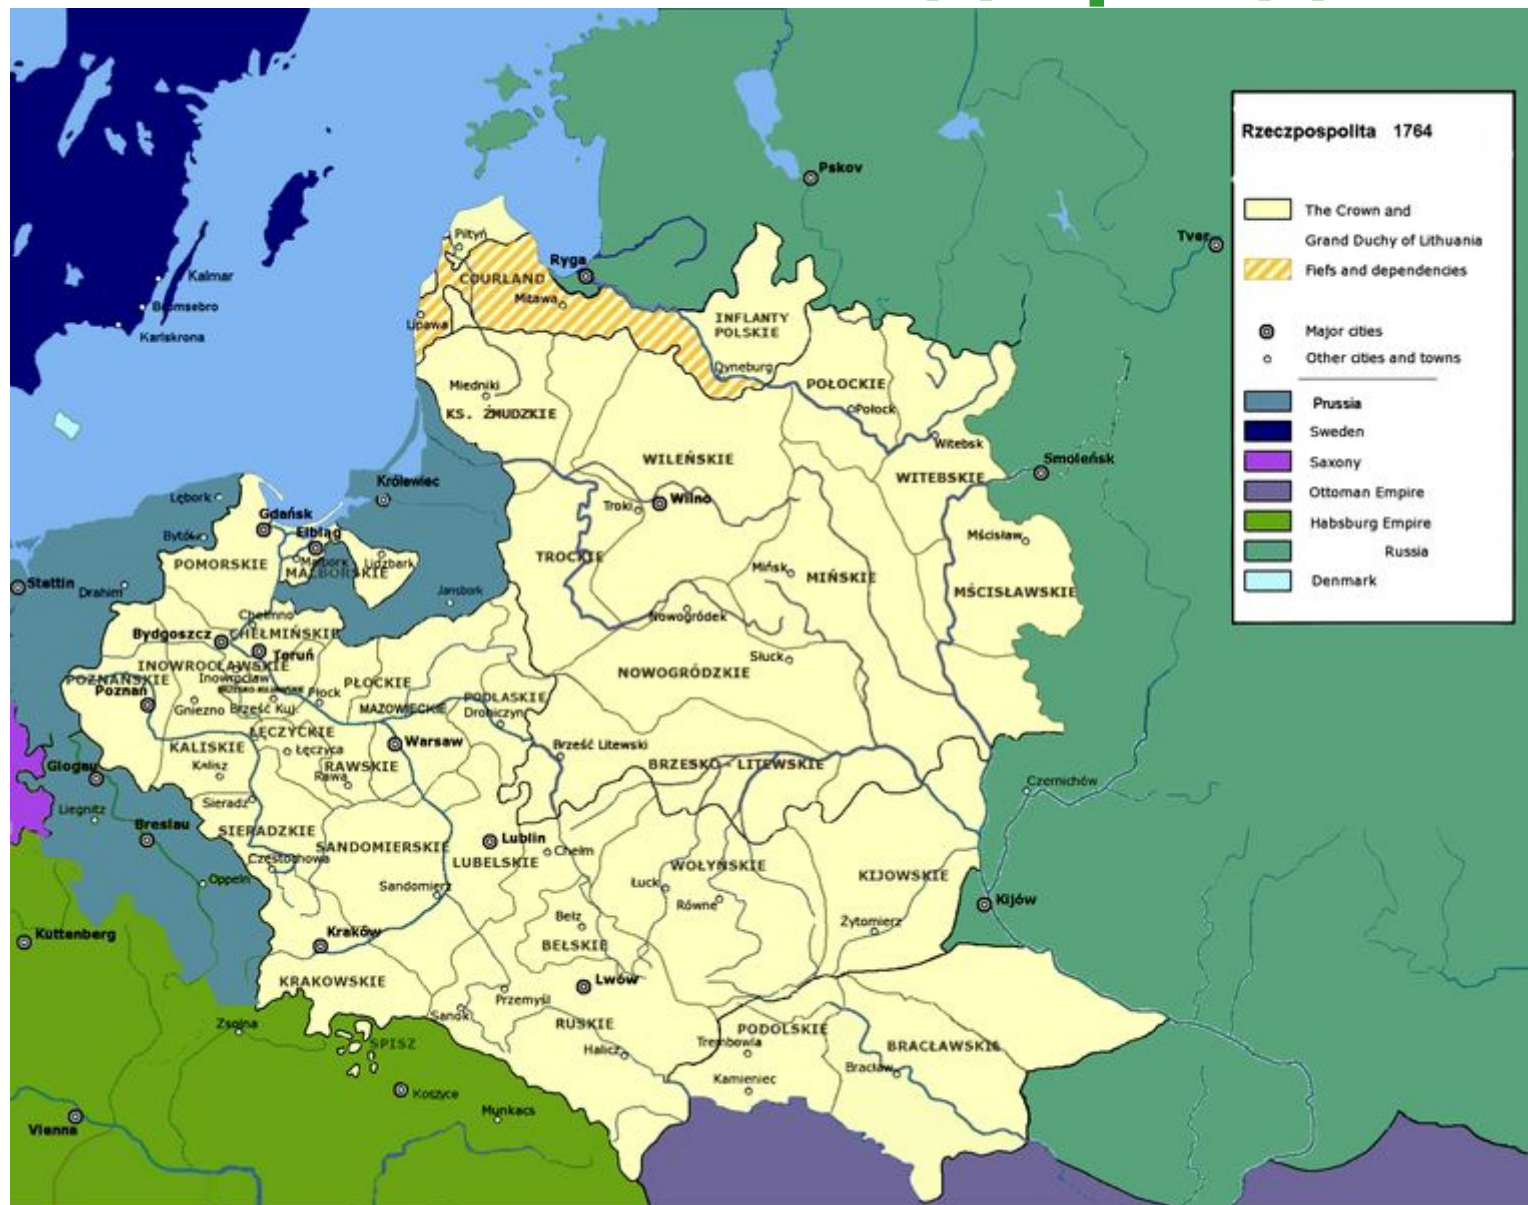 Rzeczpospolita 1764
The Crown and
Grand Duchy of Lithuania
Fiefs and dependencies
Major cities
Other cities and towns
Prussia
Sweden
Saxony
Ottoman Empire
Habsburg Empire
Russia
Denmark
Pskov
Tver
Piltyń
Ryga
COURLAND
Mitawa
Lipawa
Kalmar
Bromsebro
Karlskrona
INFLANTY
POLSKIE
Dyneburg
Miedniki
KS. ŻMUDZKIE
POŁOCKIE
Połock
Witebsk
WILEŃSKIE
WITEBSKIE
Smoleńsk
Królewiec
Lębork
Gdańsk
Troki
Wilno
Bytów
Elbląg
Malbork
Lidzbark
MALBORSKIE
POMORSKIE
TROCKIE
Mścisław
Mińsk
MIŃSKIE
MŚCISŁAWSKIE
Stettin
Drahim
Jansbork
Chełmno
Nowogródek
Bydgoszcz
CHEŁMIŃSKIE
Toruń
INOWROCŁAWSKIE
Inowrocław
POZNAŃSKIE
Poznań
Słuck
NOWOGRÓDZKIE
PŁOCKIE
Płock
Gniezno
Brześć Kuj.
MAZOWIECKIE
PODLASKIE
Drohiczyn
ŁĘCZYCKIE
Łęczyca
Warsaw
KALISKIE
Kalisz
RAWSKIE
Rawa
Brześć Litewski
BRZESKO - LITEWSKIE
Glogau
Czernichów
Liegnitz
Sieradz
Breslau
SIERADZKIE
SANDOMIERSKIE
Lublin
LUBELSKIE
Chełm
Częstochowa
WOŁYŃSKIE
KIJOWSKIE
Oppeln
Sandomierz
Łuck
Równe
Kijów
Bełz
Żytomierz
Kuttenberg
Kraków
BEŁSKIE
KRAKOWSKIE
Lwów
Przemyśl
Sanok
Zsolna
RUSKIE
PODOLSKIE
SPISZ
Halicz
Trembowla
BRACŁAWSKIE
Bracław
Kamieniec
Koszyce
Munkacs
Vienna